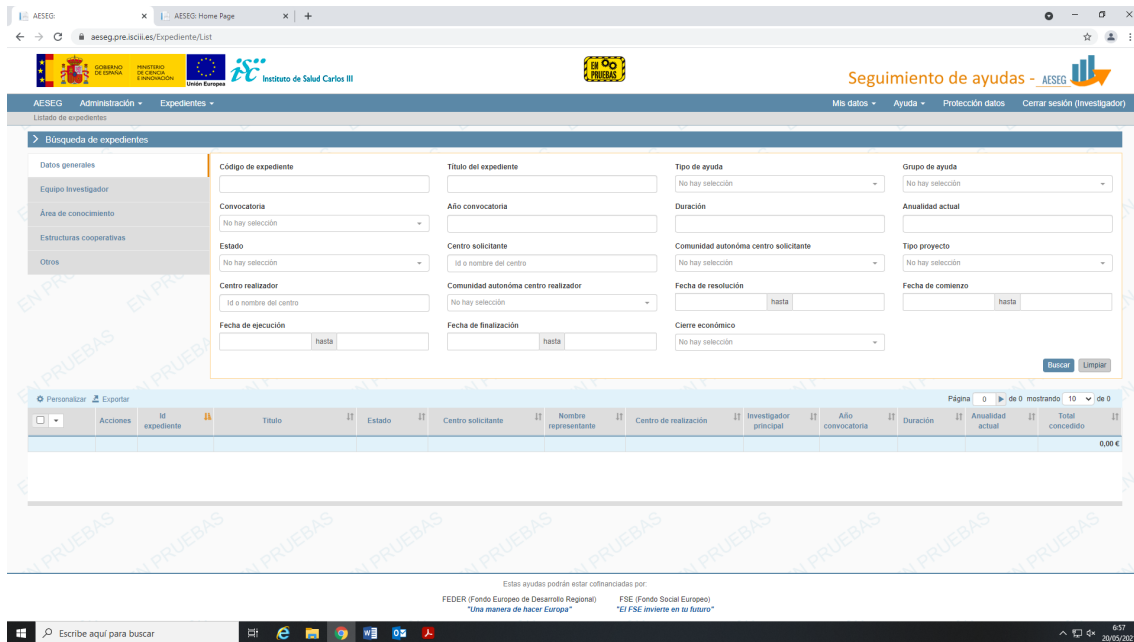 AESEG:
AESEG: Home Page
aeseg.pre.isciii.es/Expediente/List
GOBIERNO DE ESPAÑA
MINISTERIO DE CIENCIA E INNOVACIÓN
Unión Europea
Instituto de Salud Carlos III
EN PRUEBAS
Seguimiento de ayudas - AESEG
AESEG Administración Expedientes Mis datos Ayuda Protección datos Cerrar sesión (Investigador)
Listado de expedientes
Búsqueda de expedientes
Datos generales
Equipo Investigador
Área de conocimiento
Estructuras cooperativas
Otros
Código de expediente Título del expediente Tipo de ayuda Grupo de ayuda
No hay selección No hay selección
Convocatoria Año convocatoria Duración Anualidad actual
No hay selección
Estado Centro solicitante Comunidad autonóma centro solicitante Tipo proyecto
No hay selección Id o nombre del centro No hay selección No hay selección
Centro realizador Comunidad autonóma centro realizador Fecha de resolución Fecha de comienzo
Id o nombre del centro No hay selección hasta hasta
Fecha de ejecución Fecha de finalización Cierre económico
hasta hasta No hay selección
Buscar Limpiar
Personalizar Exportar Página 0 de 0 mostrando 10 de 0
Acciones Id expediente Título Estado Centro solicitante Nombre representante Centro de realización Investigador principal Año convocatoria Duración Anualidad actual Total concedido
0,00 €
EN PRUEBAS
Estas ayudas podrán estar cofinanciadas por:
FEDER (Fondo Europeo de Desarrollo Regional) FSE (Fondo Social Europeo)
"Una manera de hacer Europa" "El FSE invierte en tu futuro"
Escribe aquí para buscar
6:57
20/05/202